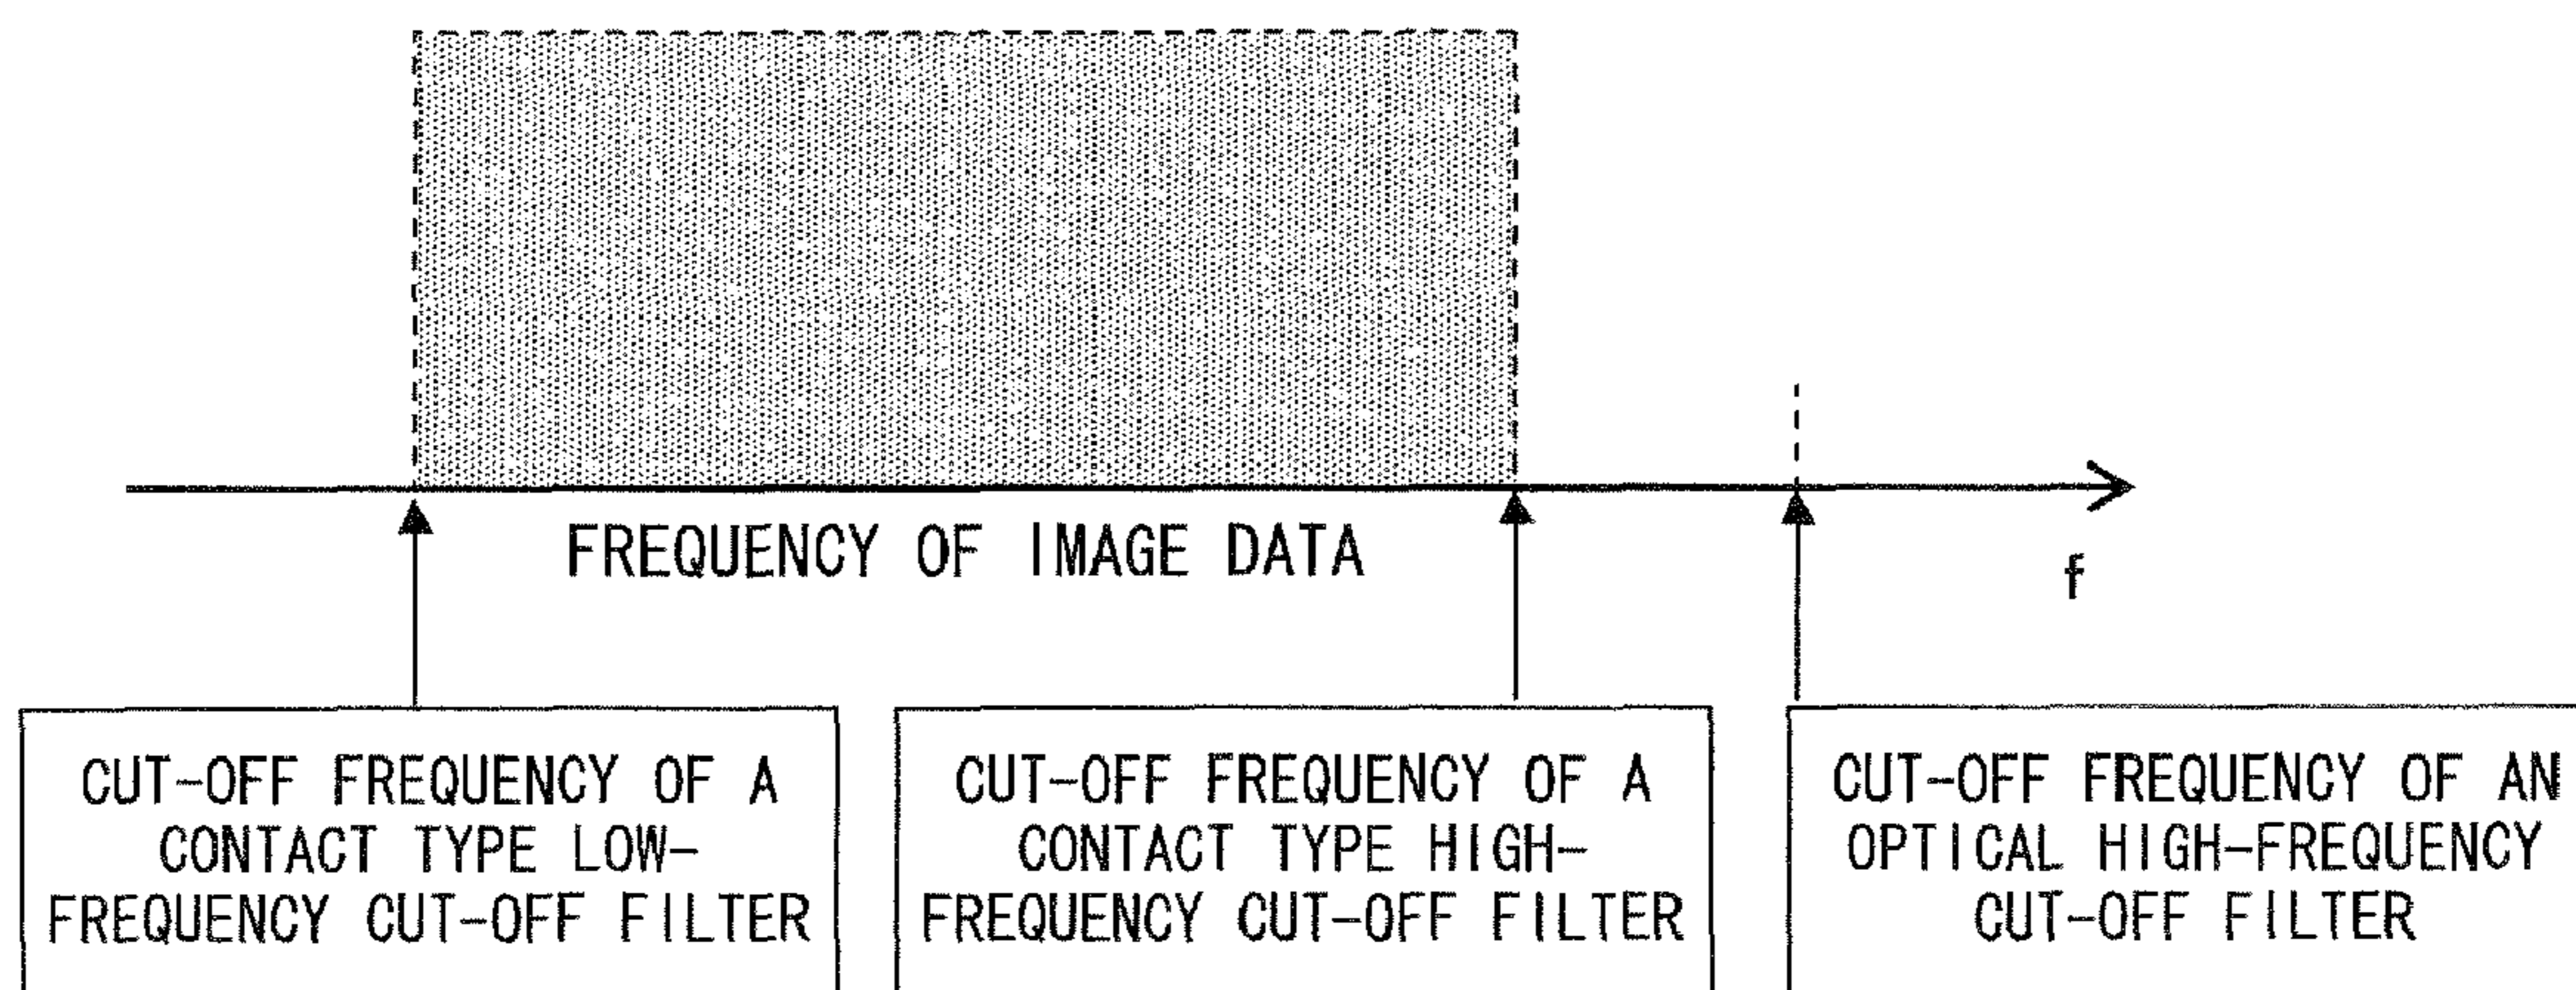 FREQUENCY OF IMAGE DATA
f
CUT-OFF FREQUENCY OF A
CONTACT TYPE LOW-
FREQUENCY CUT-OFF FILTER
CUT-OFF FREQUENCY OF A
CONTACT TYPE HIGH-
FREQUENCY CUT-OFF FILTER
CUT-OFF FREQUENCY OF AN
OPTICAL HIGH-FREQUENCY
CUT-OFF FILTER